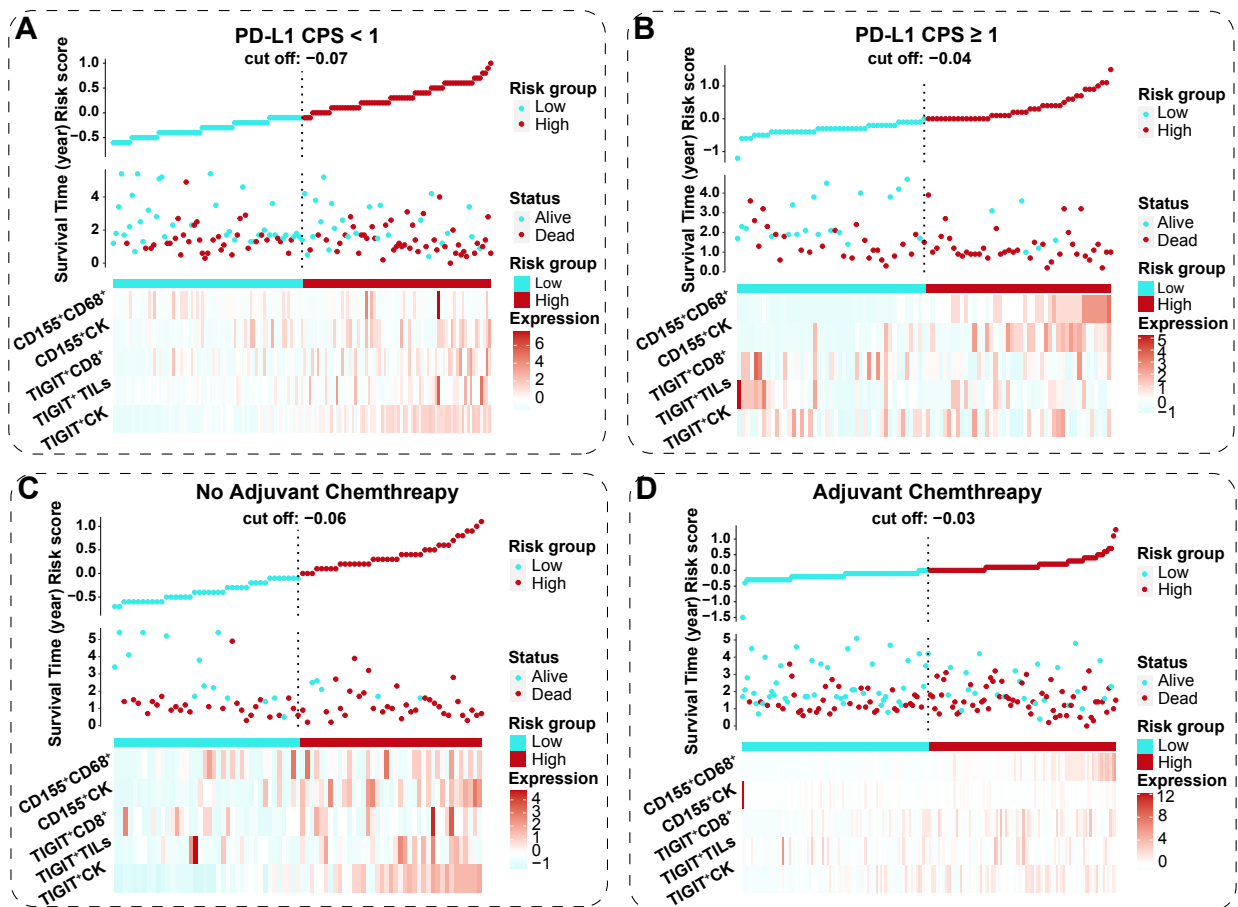 A
PD-L1 CPS < 1
cut off: −0.07
Survival Time (year) Risk score
1.0
0.5
0.0
−0.5
4
2
0
Risk group
Low
High
Status
Alive
Dead
Risk group
Low
High
Expression
6
4
2
0
CD155⁺CD68⁺
CD155⁺CK
TIGIT⁺CD8⁺
TIGIT⁺TILs
TIGIT⁺CK
B
PD-L1 CPS ≥ 1
cut off: −0.04
Survival Time (year) Risk score
1
0.0
−1
4
3.0
2.0
1.0
0.0
Risk group
Low
High
Status
Alive
Dead
Risk group
Low
High
Expression
5
4
3
2
1
0
−1
CD155⁺CD68⁺
CD155⁺CK
TIGIT⁺CD8⁺
TIGIT⁺TILs
TIGIT⁺CK
C
No Adjuvant Chemthreapy
cut off: −0.06
Survival Time (year) Risk score
1.0
0.5
0.0
−0.5
5
4
3
2
1
0
Risk group
Low
High
Status
Alive
Dead
Risk group
Low
High
Expression
4
3
2
1
0
−1
CD155⁺CD68⁺
CD155⁺CK
TIGIT⁺CD8⁺
TIGIT⁺TILs
TIGIT⁺CK
D
Adjuvant Chemthreapy
cut off: −0.03
Survival Time (year) Risk score
1.0
0.5
0.0
−0.5
−1.0
−1.5
5
4
3
2
1
0
Risk group
Low
High
Status
Alive
Dead
Risk group
Low
High
Expression
12
8
4
0
CD155⁺CD68⁺
CD155⁺CK
TIGIT⁺CD8⁺
TIGIT⁺TILs
TIGIT⁺CK